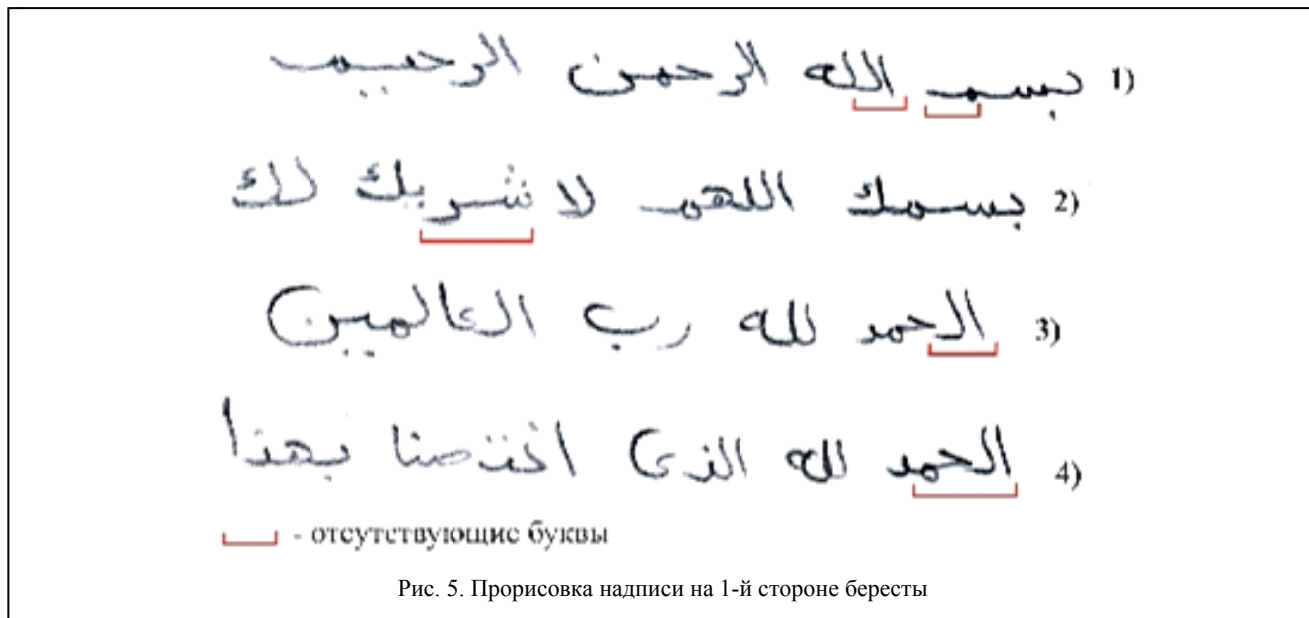 1) بسم الله الرحمن الرحيم
2) بسمك اللهم لا شريك لك
3) الحمد لله رب العالمين
4) الحمد لله الذى اختصنا بهذا
- отсутствующие буквы
Рис. 5. Прорисовка надписи на 1-й стороне бересты